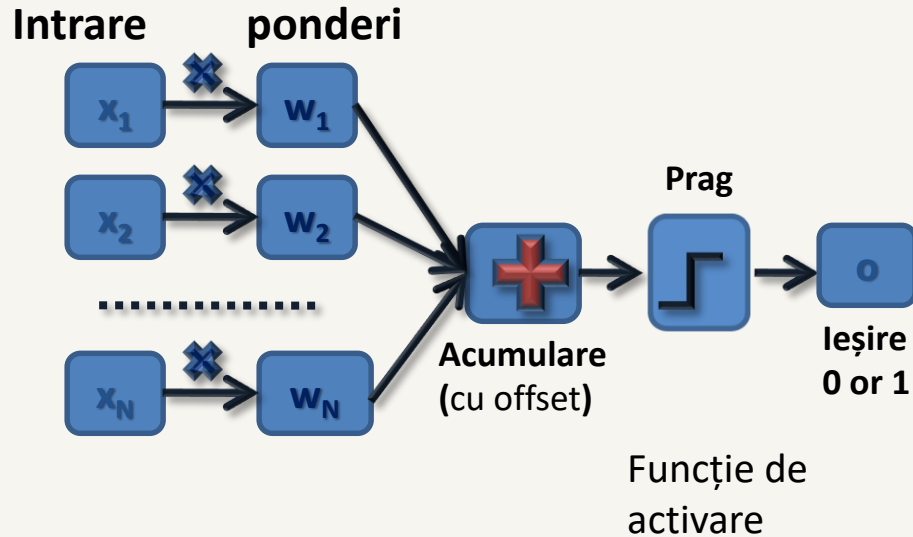 Intrare ponderi
x1 w1
x2 w2
xN wN
Prag
o
Acumulare
(cu offset)
Ieșire
0 or 1
Funcție de
activare